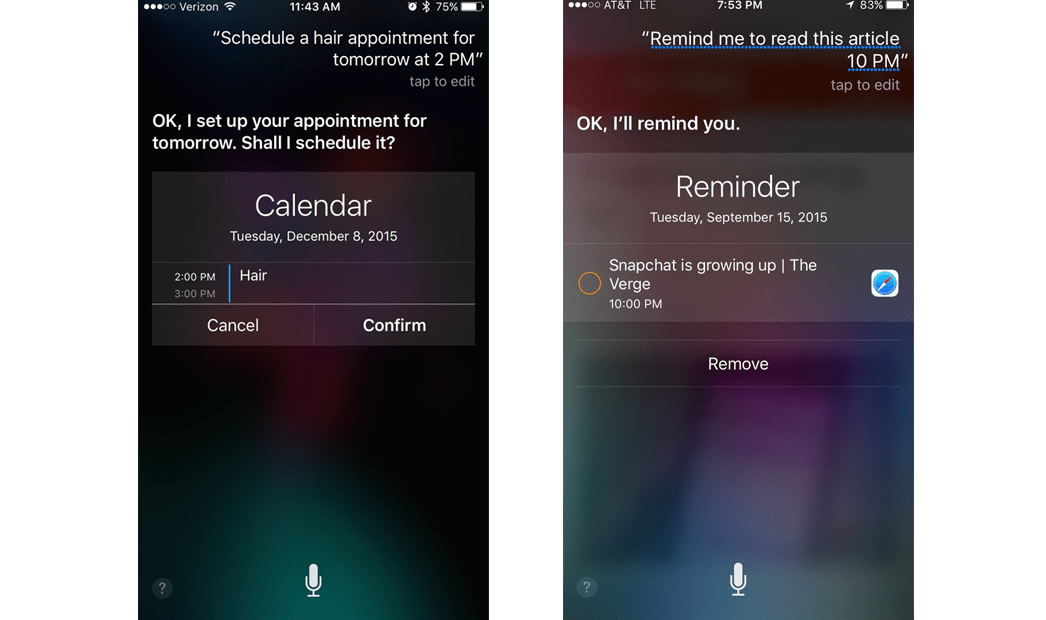 ●●●○○ Verizon 11:43 AM 75%
“Schedule a hair appointment for
tomorrow at 2 PM”
tap to edit
OK, I set up your appointment for
tomorrow. Shall I schedule it?
Calendar
Tuesday, December 8, 2015
2:00 PM Hair
3:00 PM
Cancel Confirm
?
●●●○○ AT&T LTE 7:53 PM 83%
“Remind me to read this article
10 PM”
tap to edit
OK, I’ll remind you.
Reminder
Tuesday, September 15, 2015
Snapchat is growing up | The
Verge
10:00 PM
Remove
?